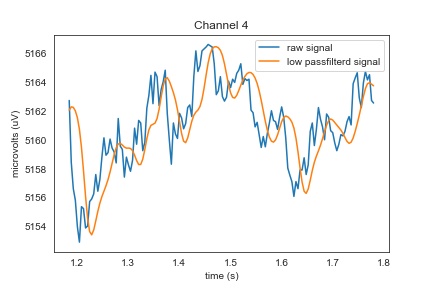 Channel 4
raw signal
low passfilterd signal
microvolts (uV)
5166
5164
5162
5160
5158
5156
5154
1.2 1.3 1.4 1.5 1.6 1.7 1.8
time (s)